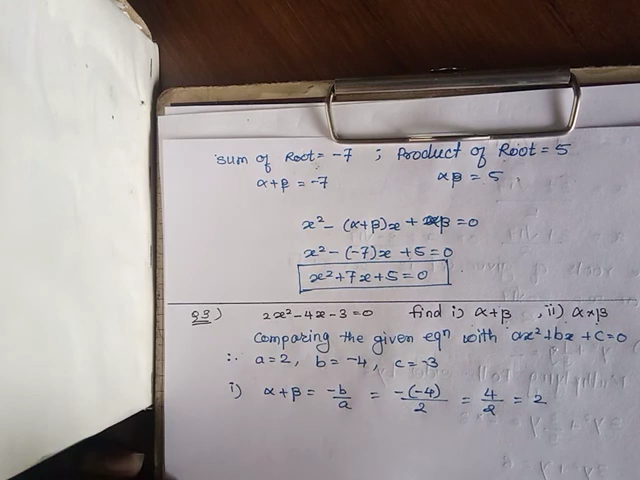 Sum of Root = -7 ; Product of Root = 5
α+β = -7 αβ = 5
x² - (α+β)x + αβ = 0
x² - (-7)x + 5 = 0
x² + 7x + 5 = 0
Q3) 2x² - 4x - 3 = 0 find i) α+β , ii) α×β
Comparing the given eqn with ax² + bx + c = 0
∴ a = 2, b = -4, c = -3
i) α+β = -b/a = -(-4)/2 = 4/2 = 2